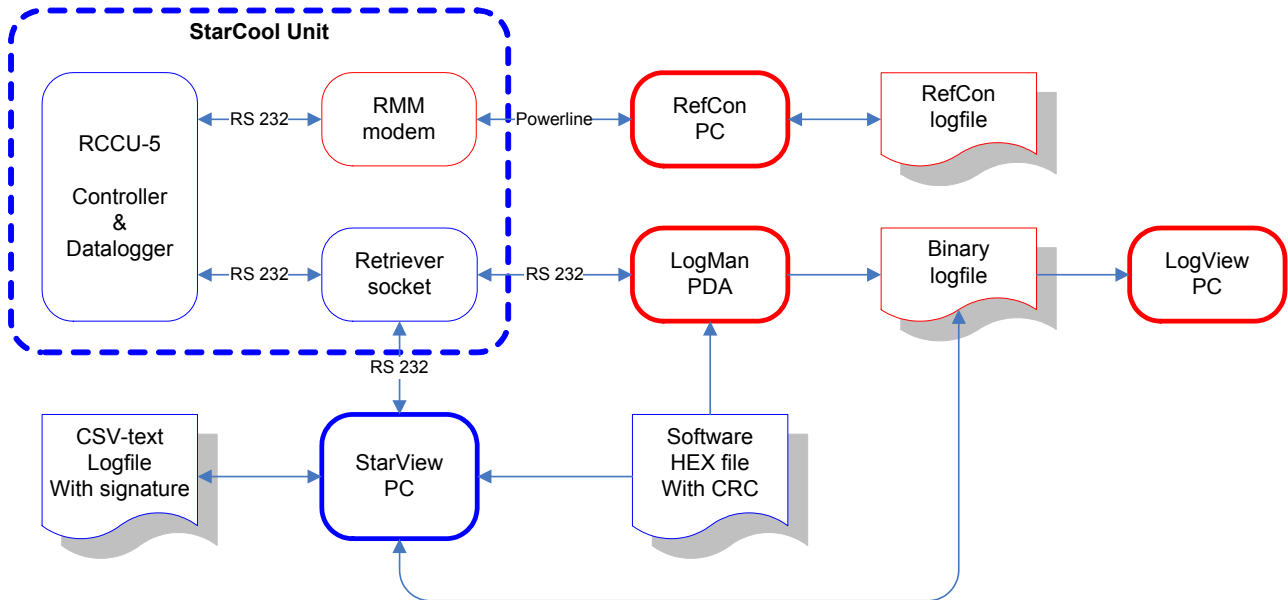 StarCool Unit
RCCU-5
Controller
&
Datalogger
RS 232
RMM
modem
Powerline
RefCon
PC
RefCon
logfile
RS 232
Retriever
socket
RS 232
LogMan
PDA
Binary
logfile
LogView
PC
RS 232
CSV-text
Logfile
With signature
StarView
PC
Software
HEX file
With CRC